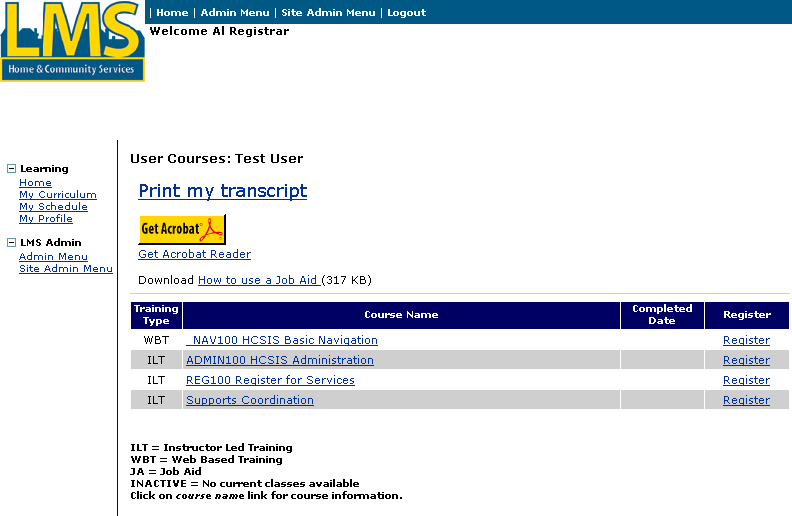 LMS
Home & Community Services
| Home | Admin Menu | Site Admin Menu | Logout
Welcome Al Registrar
Learning
Home
My Curriculum
My Schedule
My Profile
LMS Admin
Admin Menu
Site Admin Menu
User Courses: Test User
Print my transcript
Get Acrobat®
Get Acrobat Reader
Download How to use a Job Aid (317 KB)
Training Type Course Name Completed Date Register
WBT NAV100 HCSIS Basic Navigation Register
ILT ADMIN100 HCSIS Administration Register
ILT REG100 Register for Services Register
ILT Supports Coordination Register
ILT = Instructor Led Training
WBT = Web Based Training
JA = Job Aid
INACTIVE = No current classes available
Click on course name link for course information.